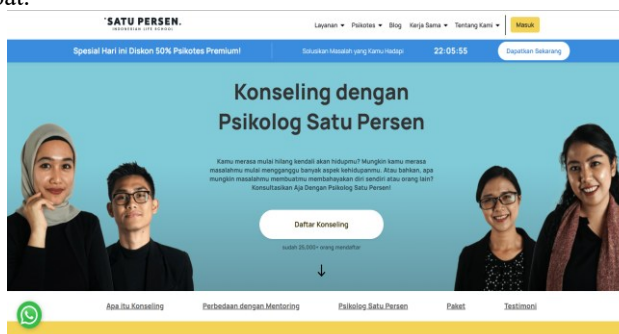 'SATU PERSEN.
INDONESIAN LIFE SCHOOL
Layanan Psikotes Blog Kerja Sama Tentang Kami Masuk
Spesial Hari ini Diskon 50% Psikotes Premium! Solusikan Masalah yang Kamu Hadapi 22:05:55 Dapatkan Sekarang
Konseling dengan
Psikolog Satu Persen
Kamu merasa mulai hilang kendali akan hidupmu? Mungkin kamu merasa
masalahmu mulai mengganggu banyak aspek kehidupanmu. Atau bahkan, apa
mungkin masalahmu membuatmu membahayakan diri sendiri atau orang lain?
Konsultasikan Aja Dengan Psikolog Satu Persen!
Daftar Konseling
sudah 25,000+ orang mendaftar
↓
Apa itu Konseling Perbedaan dengan Mentoring Psikolog Satu Persen Paket Testimoni